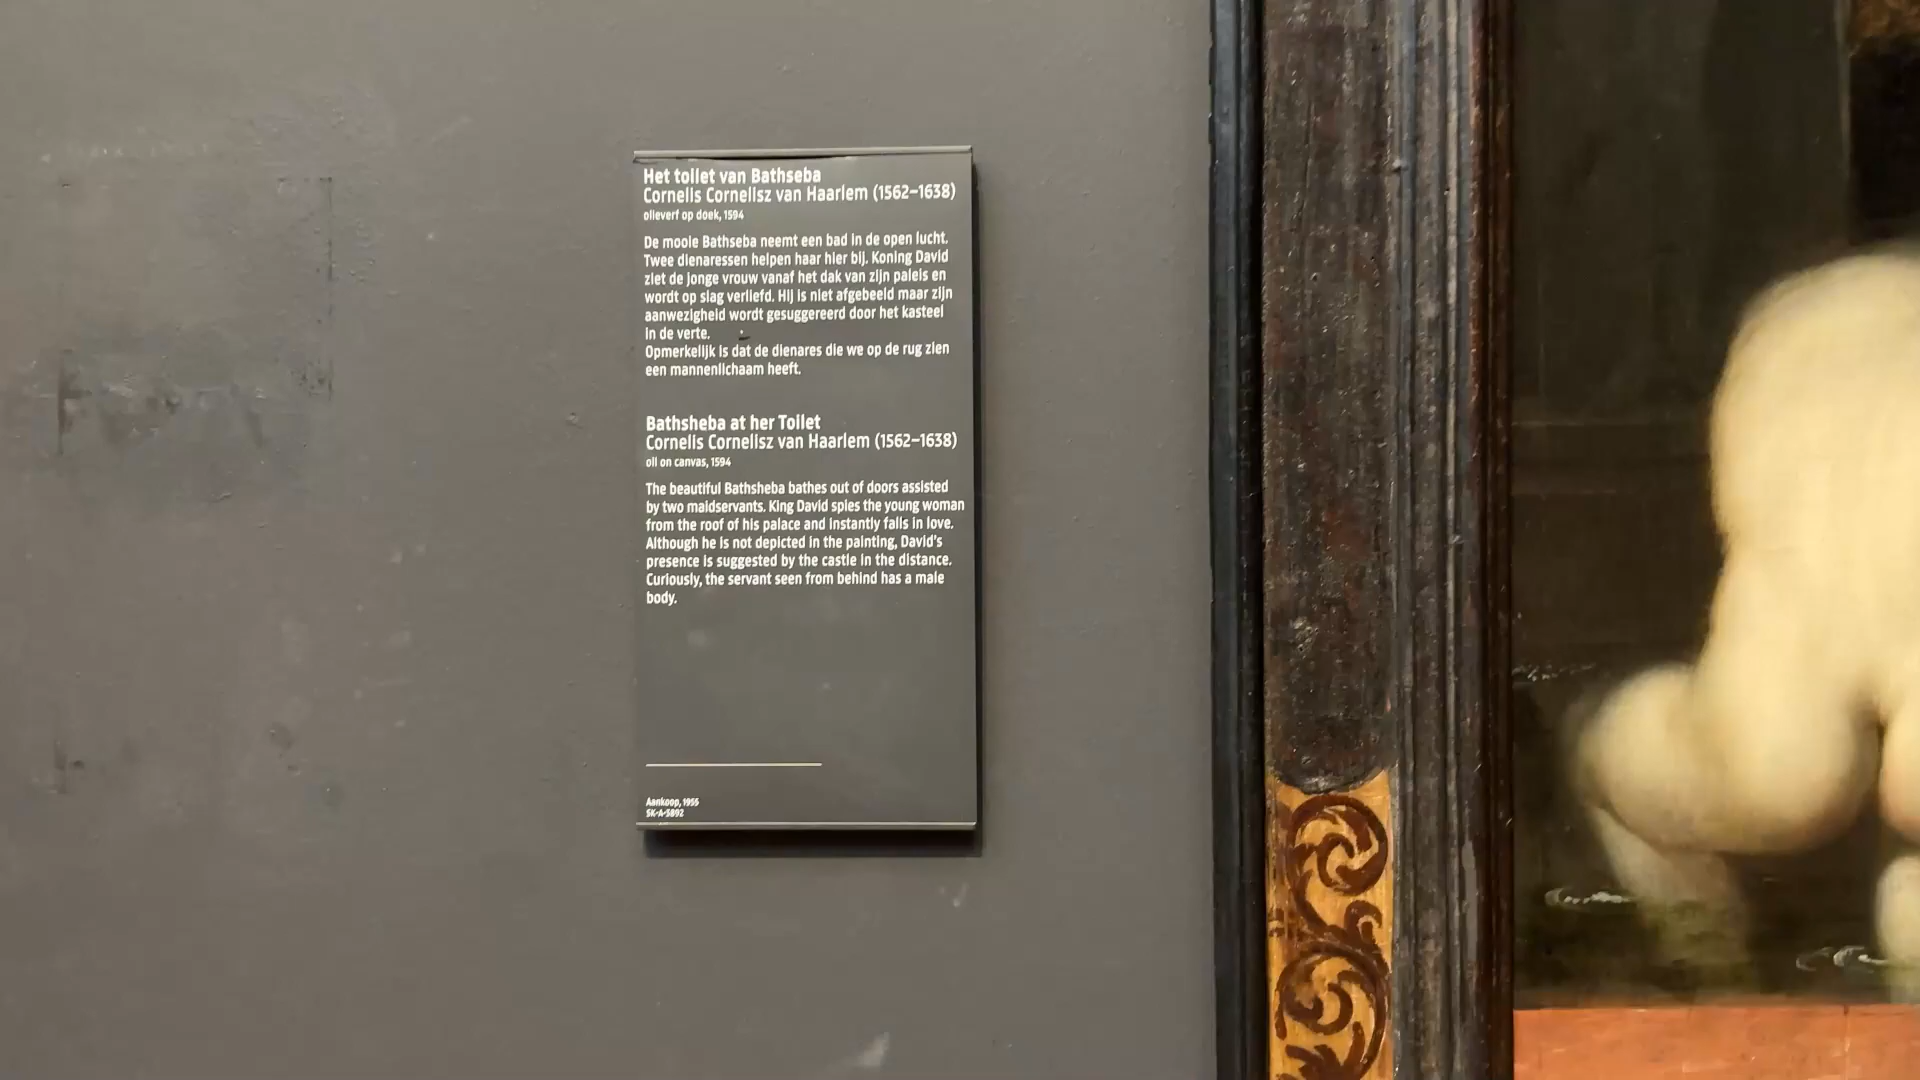 Het toilet van Bathseba
Cornelis Cornelisz van Haarlem (1562–1638)
olieverf op doek, 1594
De mooie Bathseba neemt een bad in de open lucht.
Twee dienaressen helpen haar hier bij. Koning David
ziet de jonge vrouw vanaf het dak van zijn paleis en
wordt op slag verliefd. Hij is niet afgebeeld maar zijn
aanwezigheid wordt gesuggereerd door het kasteel
in de verte.
Opmerkelijk is dat de dienares die we op de rug zien
een mannenlichaam heeft.
Bathsheba at her Toilet
Cornelis Cornelisz van Haarlem (1562–1638)
oil on canvas, 1594
The beautiful Bathsheba bathes out of doors assisted
by two maidservants. King David spies the young woman
from the roof of his palace and instantly falls in love.
Although he is not depicted in the painting, David's
presence is suggested by the castle in the distance.
Curiously, the servant seen from behind has a male
body.
Aankoop, 1955
SK-A-3892